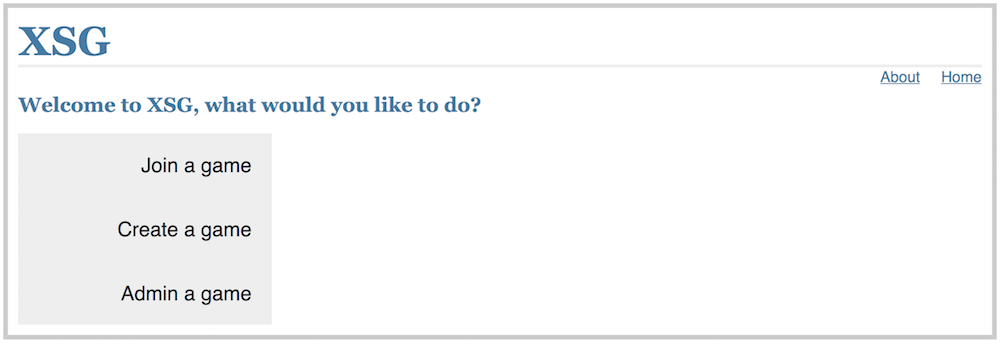 XSG
About Home
Welcome to XSG, what would you like to do?
Join a game
Create a game
Admin a game